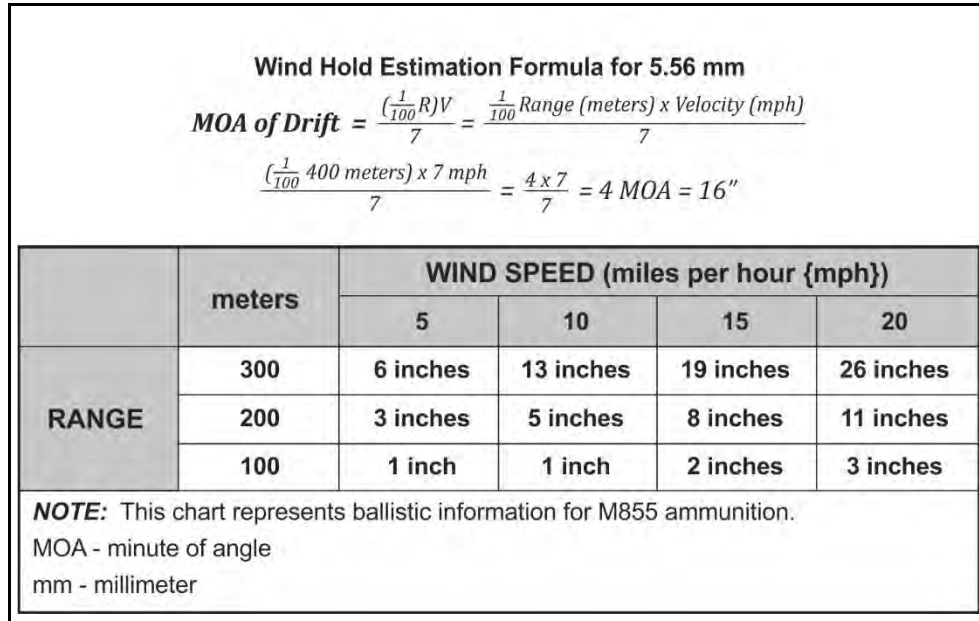 Wind Hold Estimation Formula for 5.56 mm
MOA of Drift = ((1/100 R)V)/7 = (1/100 Range (meters) x Velocity (mph))/7
((1/100 400 meters) x 7 mph)/7 = (4 x 7)/7 = 4 MOA = 16"
meters WIND SPEED (miles per hour {mph})
5 10 15 20
RANGE
300 6 inches 13 inches 19 inches 26 inches
200 3 inches 5 inches 8 inches 11 inches
100 1 inch 1 inch 2 inches 3 inches
NOTE: This chart represents ballistic information for M855 ammunition.
MOA - minute of angle
mm - millimeter